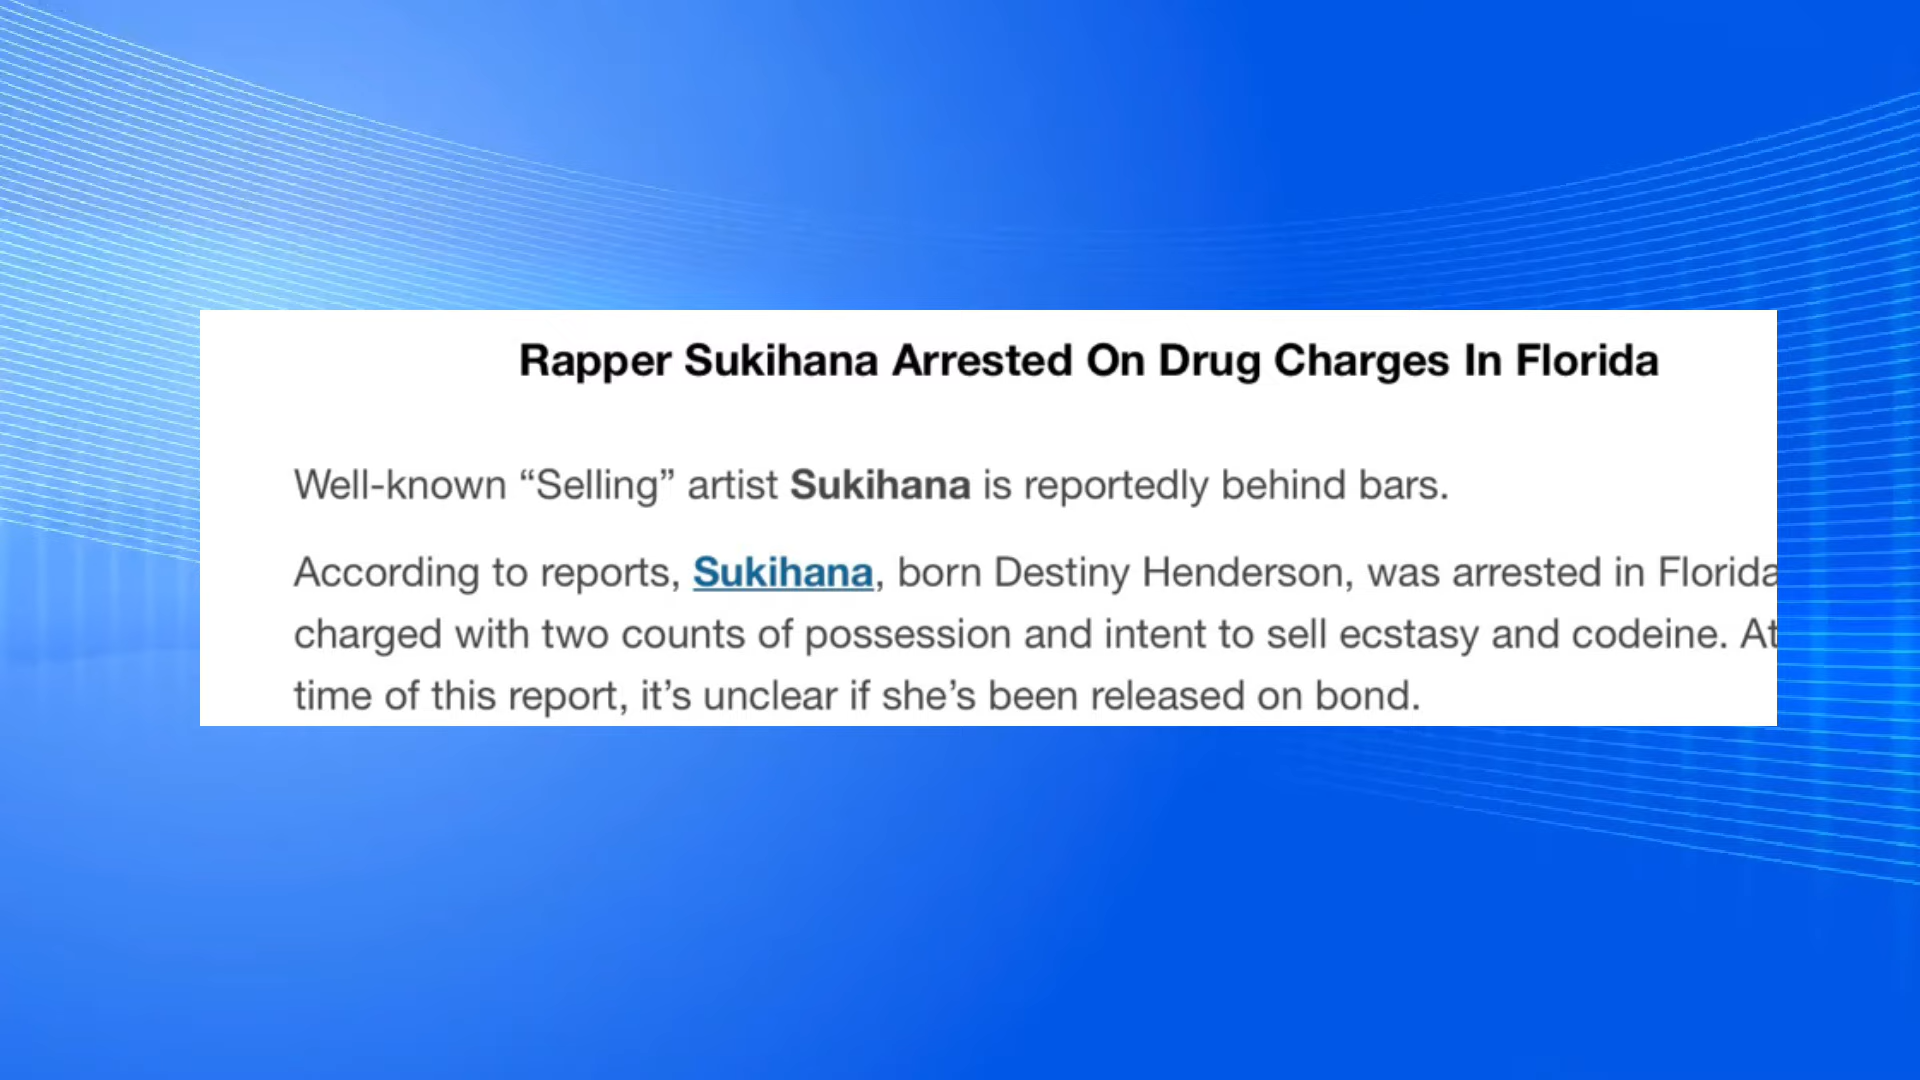 Rapper Sukihana Arrested On Drug Charges In Florida
Well-known “Selling” artist Sukihana is reportedly behind bars.
According to reports, Sukihana, born Destiny Henderson, was arrested in Florida
charged with two counts of possession and intent to sell ecstasy and codeine. At
time of this report, it’s unclear if she’s been released on bond.